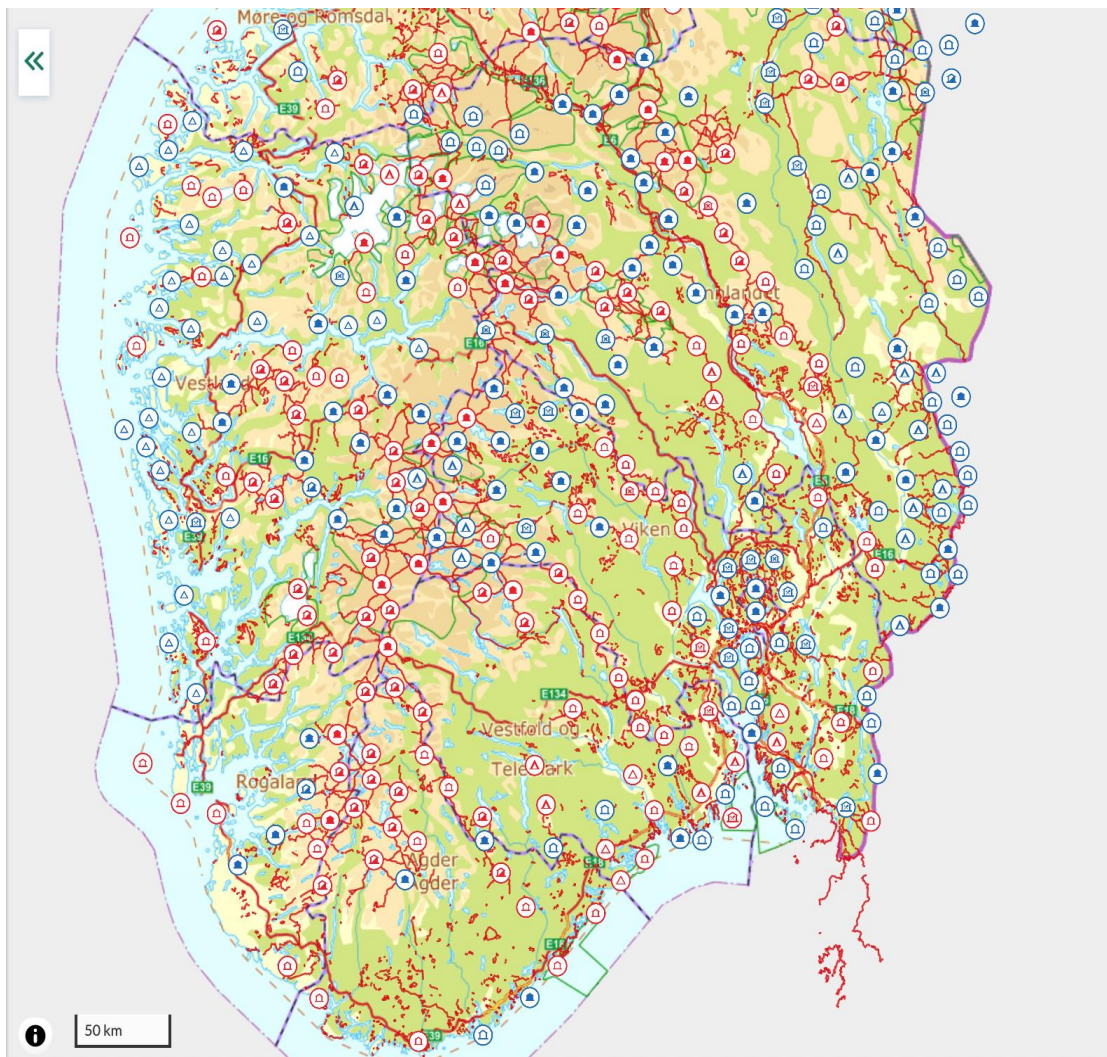 Møre og Romsdal
E136
E39
E6
Innlandet
E16
Vestland
E16
E39
Viken
E16
E134
E134
E18
Vestfold og
Telemark
Rogaland
E39
Agder
Agder
E18
E18
E39
50 km